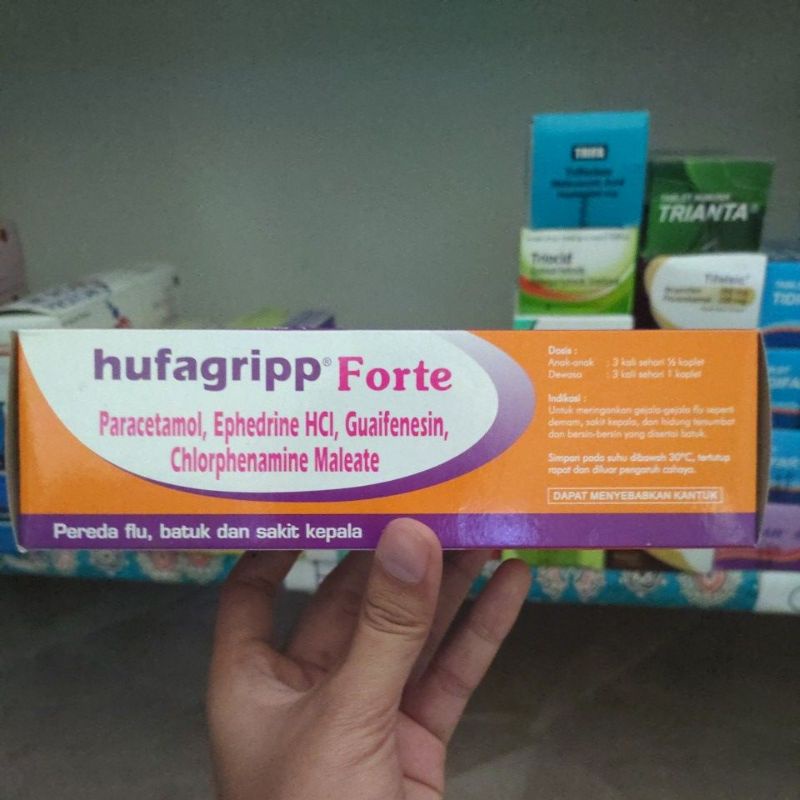 TRIFA
TRIANTA®
Triocid
hufagripp® Forte
Paracetamol, Ephedrine HCl, Guaifenesin,
Chlorphenamine Maleate
Pereda flu, batuk dan sakit kepala
Dosis :
Anak-anak : 3 kali sehari ½ kaplet
Dewasa : 3 kali sehari 1 kaplet
Indikasi :
Untuk meringankan gejala-gejala flu seperti
demam, sakit kepala, dan hidung tersumbat
dan bersin-bersin yang disertai batuk.
Simpan pada suhu dibawah 30°C, tertutup
rapat dan diluar pengaruh cahaya.
DAPAT MENYEBABKAN KANTUK